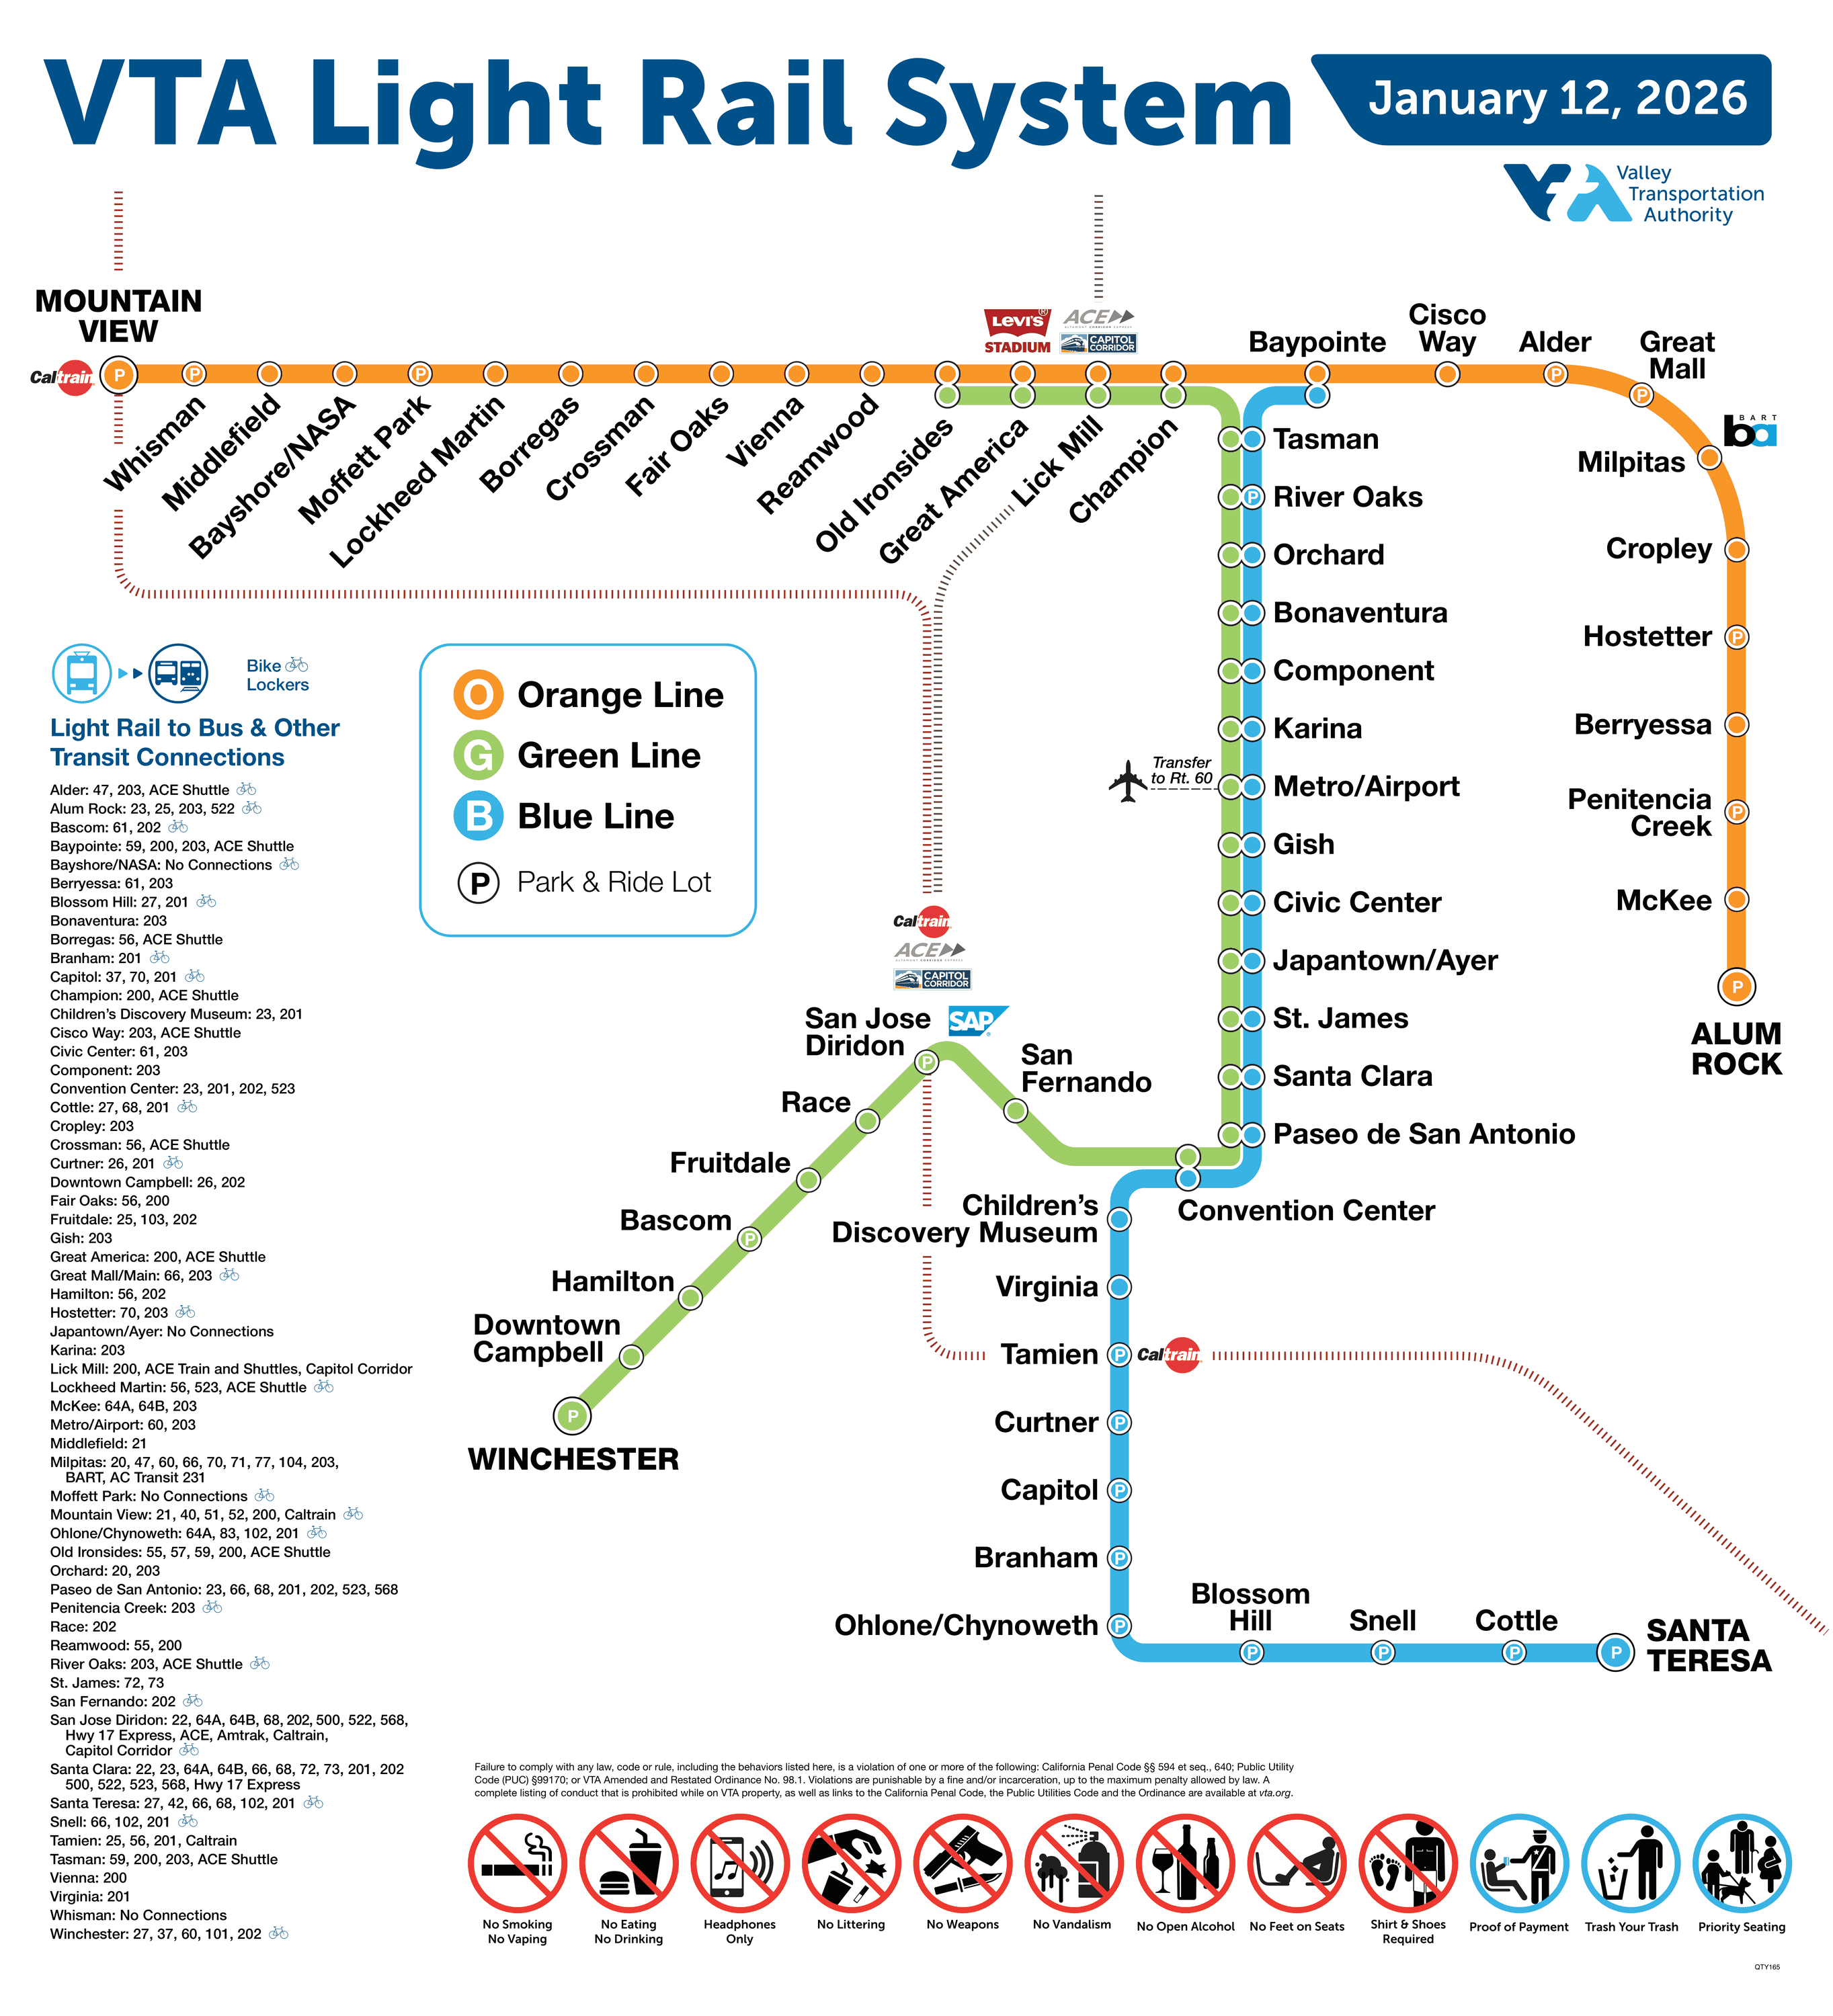 VTA Light Rail System
January 12, 2026
Valley
Transportation
Authority
MOUNTAIN
VIEW
Caltrain
P
Whisman
Middlefield
Bayshore/NASA
Moffett Park
Lockheed Martin
Borregas
Crossman
Fair Oaks
Vienna
Reamwood
Old Ironsides
Great America
Lick Mill
Champion
LEVI'S®
STADIUM
ACE
ALTAMONT CORRIDOR EXPRESS
CAPITOL
CORRIDOR
Baypointe
Cisco
Way
Alder
Great
Mall
BART
ba
Milpitas
Cropley
Hostetter
Berryessa
Penitencia
Creek
McKee
ALUM
ROCK
Tasman
River Oaks
Orchard
Bonaventura
Component
Karina
Transfer
to Rt. 60
Metro/Airport
Gish
Civic Center
Japantown/Ayer
St. James
Santa Clara
Paseo de San Antonio
Convention Center
Caltrain
ACE
ALTAMONT CORRIDOR EXPRESS
CAPITOL
CORRIDOR
San Jose
Diridon
SAP
San
Fernando
Race
Fruitdale
Bascom
Hamilton
Downtown
Campbell
WINCHESTER
Children's
Discovery Museum
Virginia
Tamien
Caltrain
Curtner
Capitol
Branham
Ohlone/Chynoweth
Blossom
Hill
Snell
Cottle
SANTA
TERESA
O Orange Line
G Green Line
B Blue Line
P Park & Ride Lot
Bike
Lockers
Light Rail to Bus & Other
Transit Connections
Alder: 47, 203, ACE Shuttle
Alum Rock: 23, 25, 203, 522
Bascom: 61, 202
Baypointe: 59, 200, 203, ACE Shuttle
Bayshore/NASA: No Connections
Berryessa: 61, 203
Blossom Hill: 27, 201
Bonaventura: 203
Borregas: 56, ACE Shuttle
Branham: 201
Capitol: 37, 70, 201
Champion: 200, ACE Shuttle
Children's Discovery Museum: 23, 201
Cisco Way: 203, ACE Shuttle
Civic Center: 61, 203
Component: 203
Convention Center: 23, 201, 202, 523
Cottle: 27, 68, 201
Cropley: 203
Crossman: 56, ACE Shuttle
Curtner: 26, 201
Downtown Campbell: 26, 202
Fair Oaks: 56, 200
Fruitdale: 25, 103, 202
Gish: 203
Great America: 200, ACE Shuttle
Great Mall/Main: 66, 203
Hamilton: 56, 202
Hostetter: 70, 203
Japantown/Ayer: No Connections
Karina: 203
Lick Mill: 200, ACE Train and Shuttles, Capitol Corridor
Lockheed Martin: 56, 523, ACE Shuttle
McKee: 64A, 64B, 203
Metro/Airport: 60, 203
Middlefield: 21
Milpitas: 20, 47, 60, 66, 70, 71, 77, 104, 203,
BART, AC Transit 231
Moffett Park: No Connections
Mountain View: 21, 40, 51, 52, 200, Caltrain
Ohlone/Chynoweth: 64A, 83, 102, 201
Old Ironsides: 55, 57, 59, 200, ACE Shuttle
Orchard: 20, 203
Paseo de San Antonio: 23, 66, 68, 201, 202, 523, 568
Penitencia Creek: 203
Race: 202
Reamwood: 55, 200
River Oaks: 203, ACE Shuttle
St. James: 72, 73
San Fernando: 202
San Jose Diridon: 22, 64A, 64B, 68, 202, 500, 522, 568,
Hwy 17 Express, ACE, Amtrak, Caltrain,
Capitol Corridor
Santa Clara: 22, 23, 64A, 64B, 66, 68, 72, 73, 201, 202
500, 522, 523, 568, Hwy 17 Express
Santa Teresa: 27, 42, 66, 68, 102, 201
Snell: 66, 102, 201
Tamien: 25, 56, 201, Caltrain
Tasman: 59, 200, 203, ACE Shuttle
Vienna: 200
Virginia: 201
Whisman: No Connections
Winchester: 27, 37, 60, 101, 202
Failure to comply with any law, code or rule, including the behaviors listed here, is a violation of one or more of the following: California Penal Code §§ 594 et seq., 640; Public Utility
Code (PUC) §99170; or VTA Amended and Restated Ordinance No. 98.1. Violations are punishable by a fine and/or incarceration, up to the maximum penalty allowed by law. A
complete listing of conduct that is prohibited while on VTA property, as well as links to the California Penal Code, the Public Utilities Code and the Ordinance are available at vta.org.
No Smoking
No Vaping
No Eating
No Drinking
Headphones
Only
No Littering
No Weapons
No Vandalism
No Open Alcohol
No Feet on Seats
Shirt & Shoes
Required
Proof of Payment
Trash Your Trash
Priority Seating
QTY165